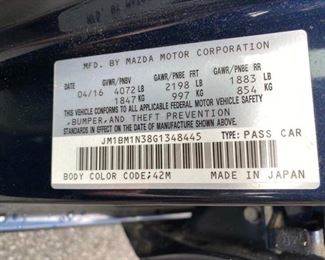 MFD. BY MAZDA MOTOR CORPORATION
DATE GVWR/PNBV GAWR/PNBE FRT GAWR/PNBE RR
04/16 4072 LB 2198 LB 1883 LB
1847 KG 997 KG 854 KG
THIS VEHICLE CONFORMS TO ALL APPLICABLE FEDERAL MOTOR VEHICLE SAFETY
,BUMPER,AND THEFT PREVENTION
STANDARDS IN EFFECT ON THE DATE OF MANUFACTURE SHOWN ABOVE.
JM1BM1N38G1348445 TYPE: PASS CAR
BODY COLOR CODE;42M MADE IN JAPAN